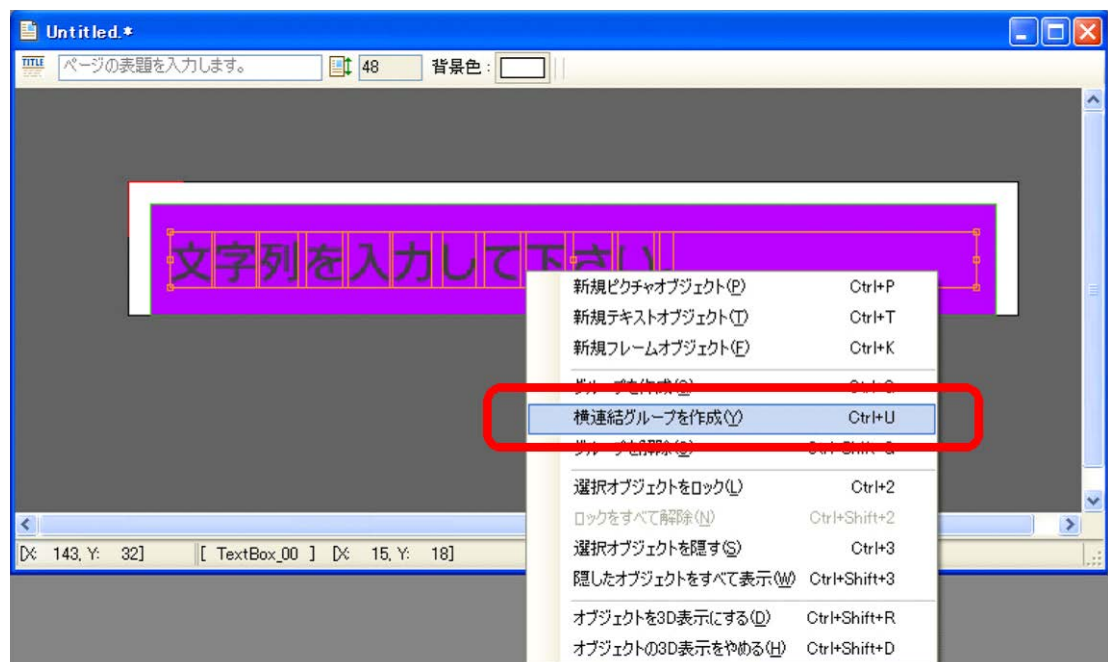 Untitled.*
TITLE ページの表題を入力します。 48 背景色 :
文字列を入力して下さい。
新規ピクチャオブジェクト(P) Ctrl+P
新規テキストオブジェクト(T) Ctrl+T
新規フレームオブジェクト(F) Ctrl+K
グループを作成(G) Ctrl+G
横連結グループを作成(Y) Ctrl+U
選択オブジェクトをロック(L) Ctrl+2
ロックをすべて解除(N) Ctrl+Shift+2
選択オブジェクトを隠す(S) Ctrl+3
隠したオブジェクトをすべて表示(W) Ctrl+Shift+3
オブジェクトを3D表示にする(D) Ctrl+Shift+R
オブジェクトの3D表示をやめる(H) Ctrl+Shift+D
[X: 143, Y: 32] [ TextBox_00 ] [X: 15, Y: 18]